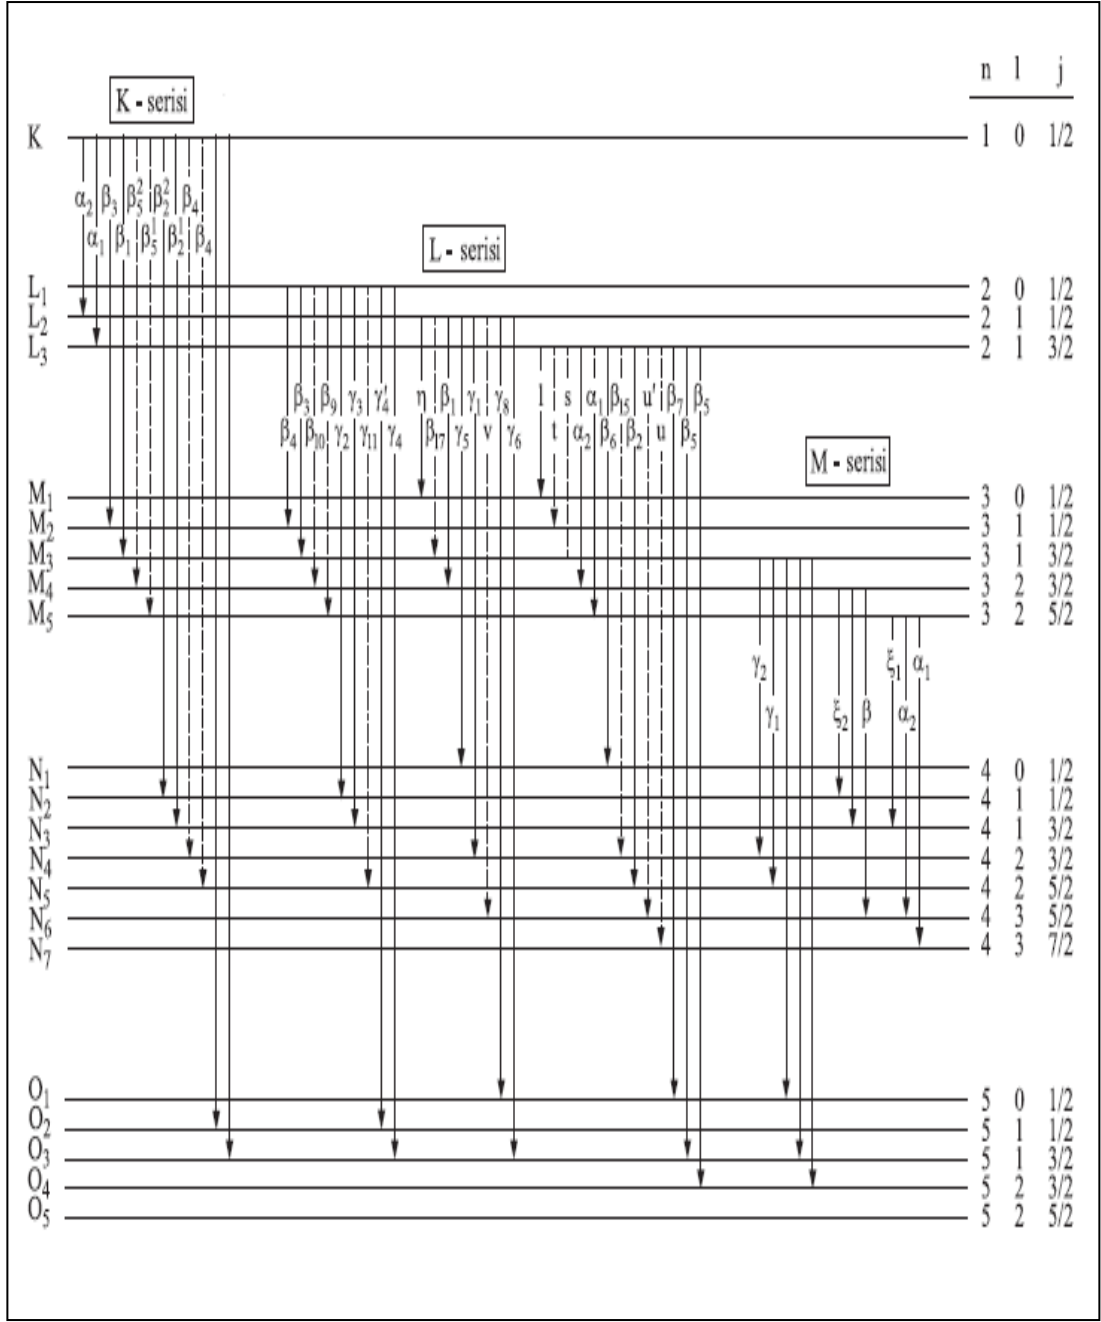 n l j
K - serisi
K 1 0 1/2
α₂ β₃ β₅² β₂² β₄
α₁ β₁ β₅¹ β₂¹ β₄
L - serisi
L₁ 2 0 1/2
L₂ 2 1 1/2
L₃ 2 1 3/2
β₃ β₉ γ₃ γ₄′ η β₁ γ₁ γ₈ l s α₁ β₁₅ u' β₇ β₅
β₄ β₁₀ γ₂ γ₁₁ γ₄ β₁₇ γ₅ v γ₆ t α₂ β₆ β₂ u β₅
M - serisi
M₁ 3 0 1/2
M₂ 3 1 1/2
M₃ 3 1 3/2
M₄ 3 2 3/2
M₅ 3 2 5/2
γ₂ ξ₁ α₁
γ₁ ξ₂ β α₂
N₁ 4 0 1/2
N₂ 4 1 1/2
N₃ 4 1 3/2
N₄ 4 2 3/2
N₅ 4 2 5/2
N₆ 4 3 5/2
N₇ 4 3 7/2
O₁ 5 0 1/2
O₂ 5 1 1/2
O₃ 5 1 3/2
O₄ 5 2 3/2
O₅ 5 2 5/2